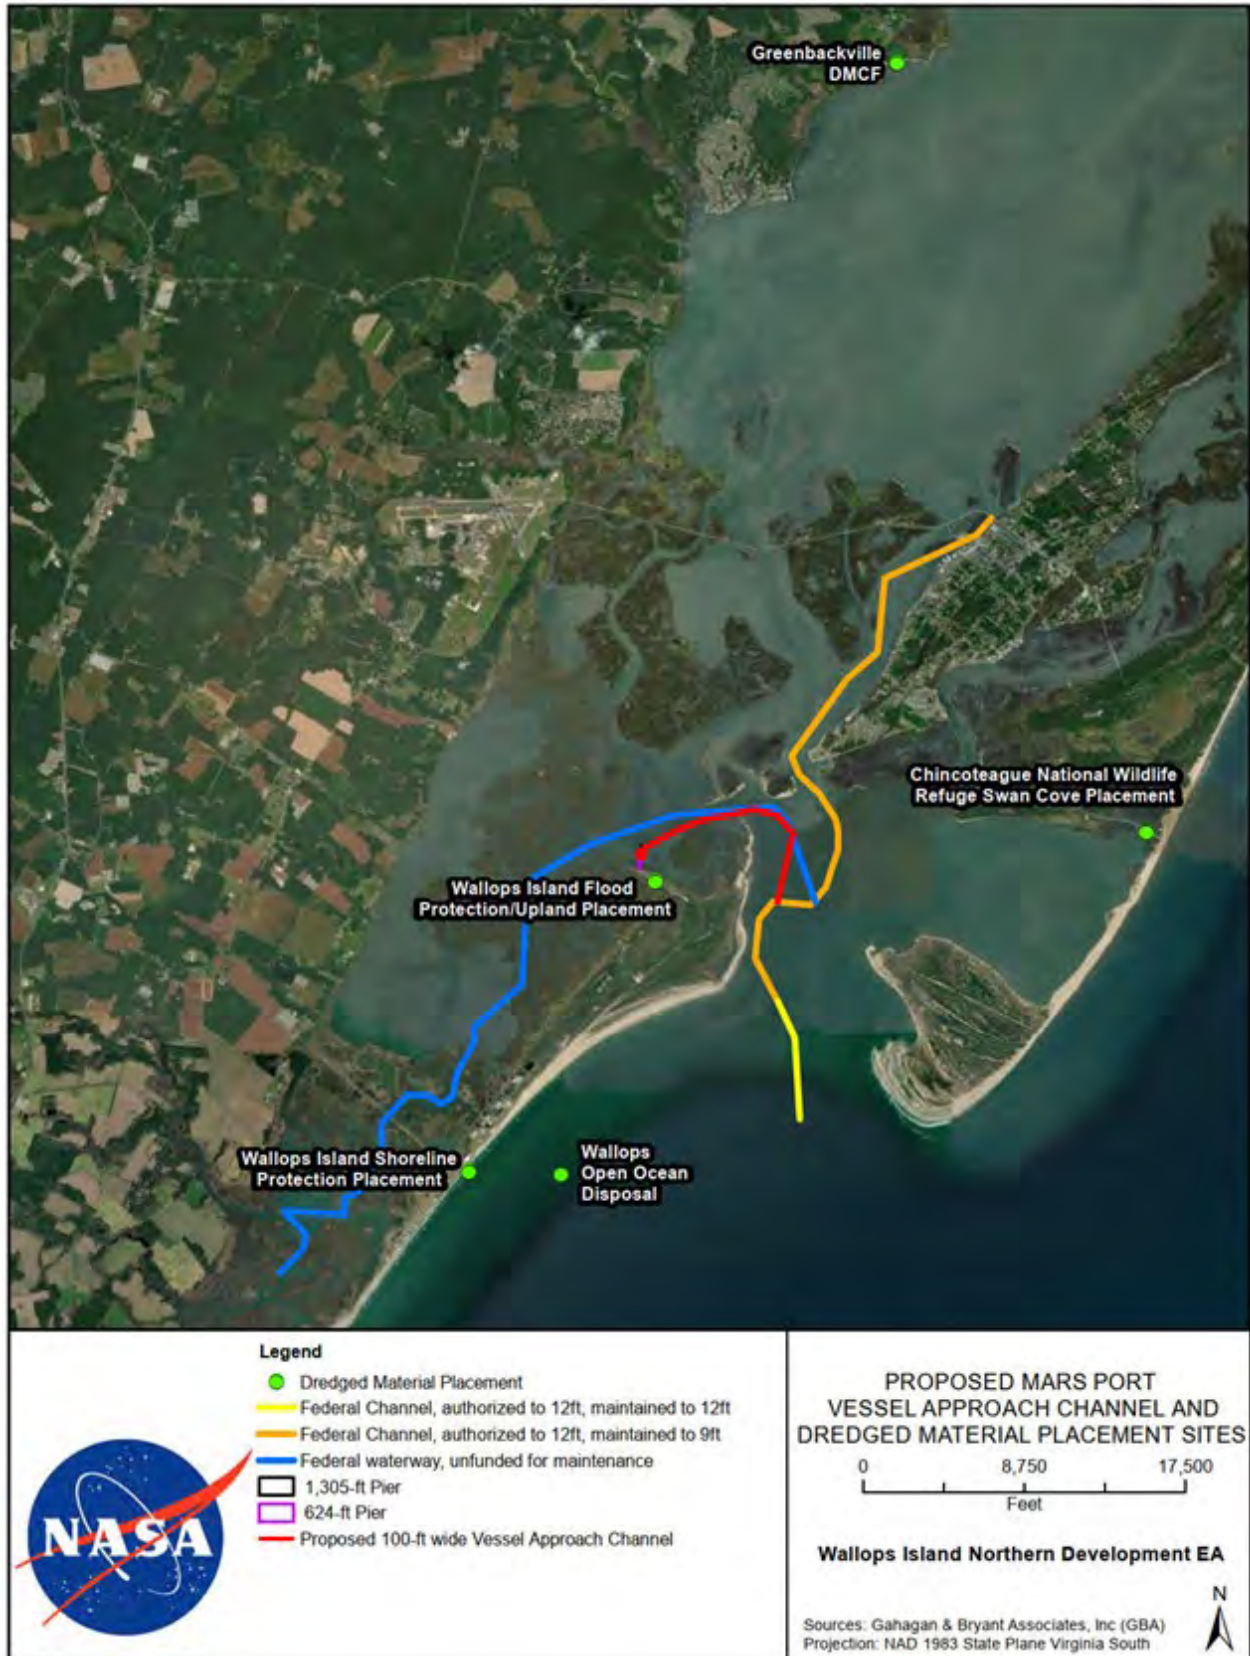 Greenbackville
DMCF
Chincoteague National Wildlife
Refuge Swan Cove Placement
Wallops Island Flood
Protection/Upland Placement
Wallops Island Shoreline
Protection Placement
Wallops
Open Ocean
Disposal
Legend
Dredged Material Placement
Federal Channel, authorized to 12ft, maintained to 12ft
Federal Channel, authorized to 12ft, maintained to 9ft
Federal waterway, unfunded for maintenance
1,305-ft Pier
624-ft Pier
Proposed 100-ft wide Vessel Approach Channel
NASA
PROPOSED MARS PORT
VESSEL APPROACH CHANNEL AND
DREDGED MATERIAL PLACEMENT SITES
0 8,750 17,500
Feet
Wallops Island Northern Development EA
N
Sources: Gahagan & Bryant Associates, Inc (GBA)
Projection: NAD 1983 State Plane Virginia South